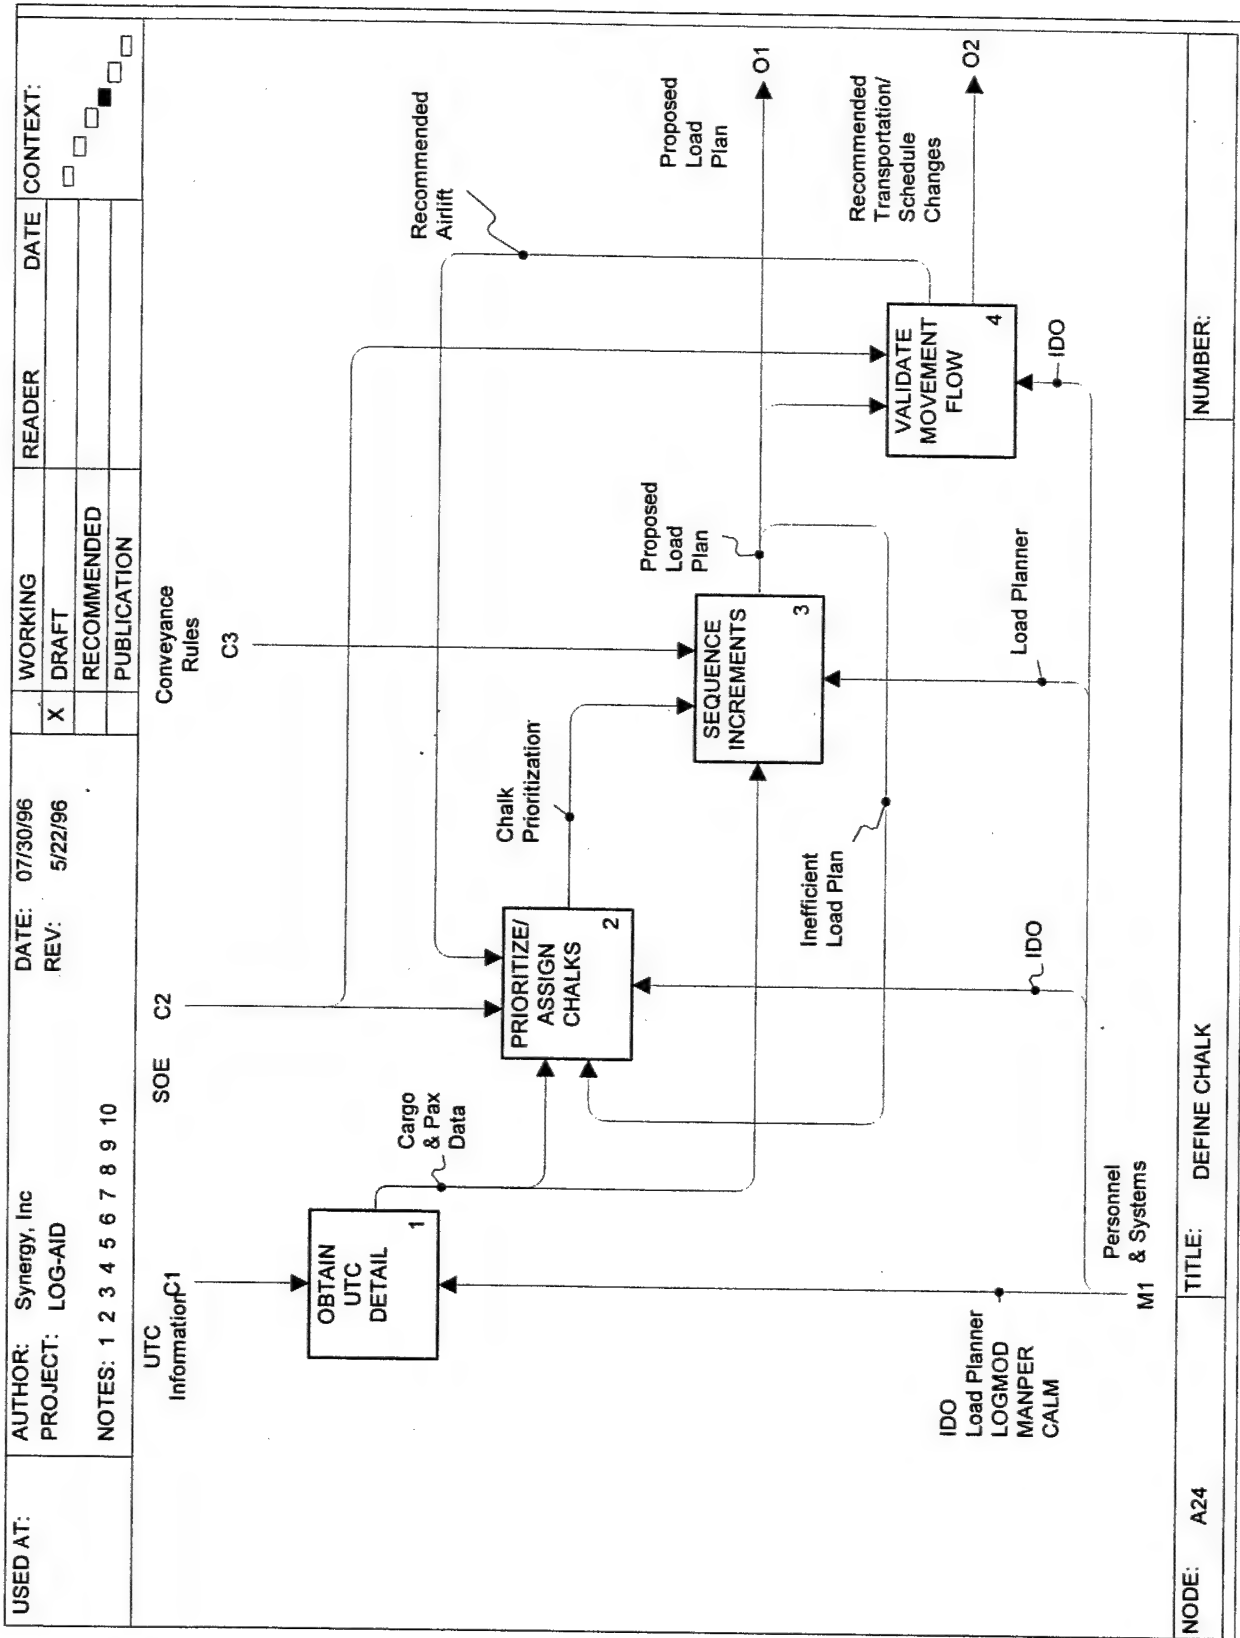 USED AT:
AUTHOR: Synergy, Inc
PROJECT: LOG-AID
NOTES: 1 2 3 4 5 6 7 8 9 10
DATE: 07/30/96
REV: 5/22/96
WORKING
X DRAFT
RECOMMENDED
PUBLICATION
READER DATE
CONTEXT:
UTC
Information
C1
SOE
C2
Conveyance
Rules
C3
Recommended
Airlift
OBTAIN
UTC
DETAIL
1
Cargo
& Pax
Data
PRIORITIZE/
ASSIGN
CHALKS
2
Chalk
Prioritization
SEQUENCE
INCREMENTS
3
Proposed
Load
Plan
Proposed
Load
Plan
O1
Inefficient
Load Plan
VALIDATE
MOVEMENT
FLOW
4
Recommended
Transportation/
Schedule
Changes
O2
IDO
Load Planner
LOGMOD
MANPER
CALM
IDO
Load Planner
IDO
M1
Personnel
& Systems
NODE: A24
TITLE: DEFINE CHALK
NUMBER: